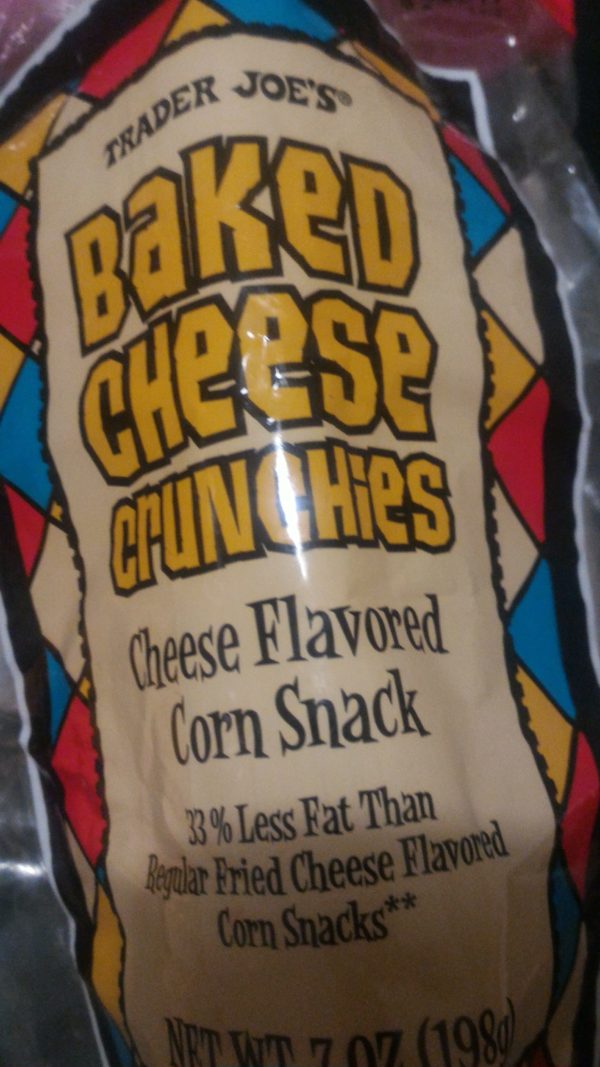 TRADER JOE'S®
BAKED
CHEESE
CRUNCHIES
Cheese Flavored
Corn Snack
33% Less Fat Than
Regular Fried Cheese Flavored
Corn Snacks**
NET WT. 7 OZ (198g)